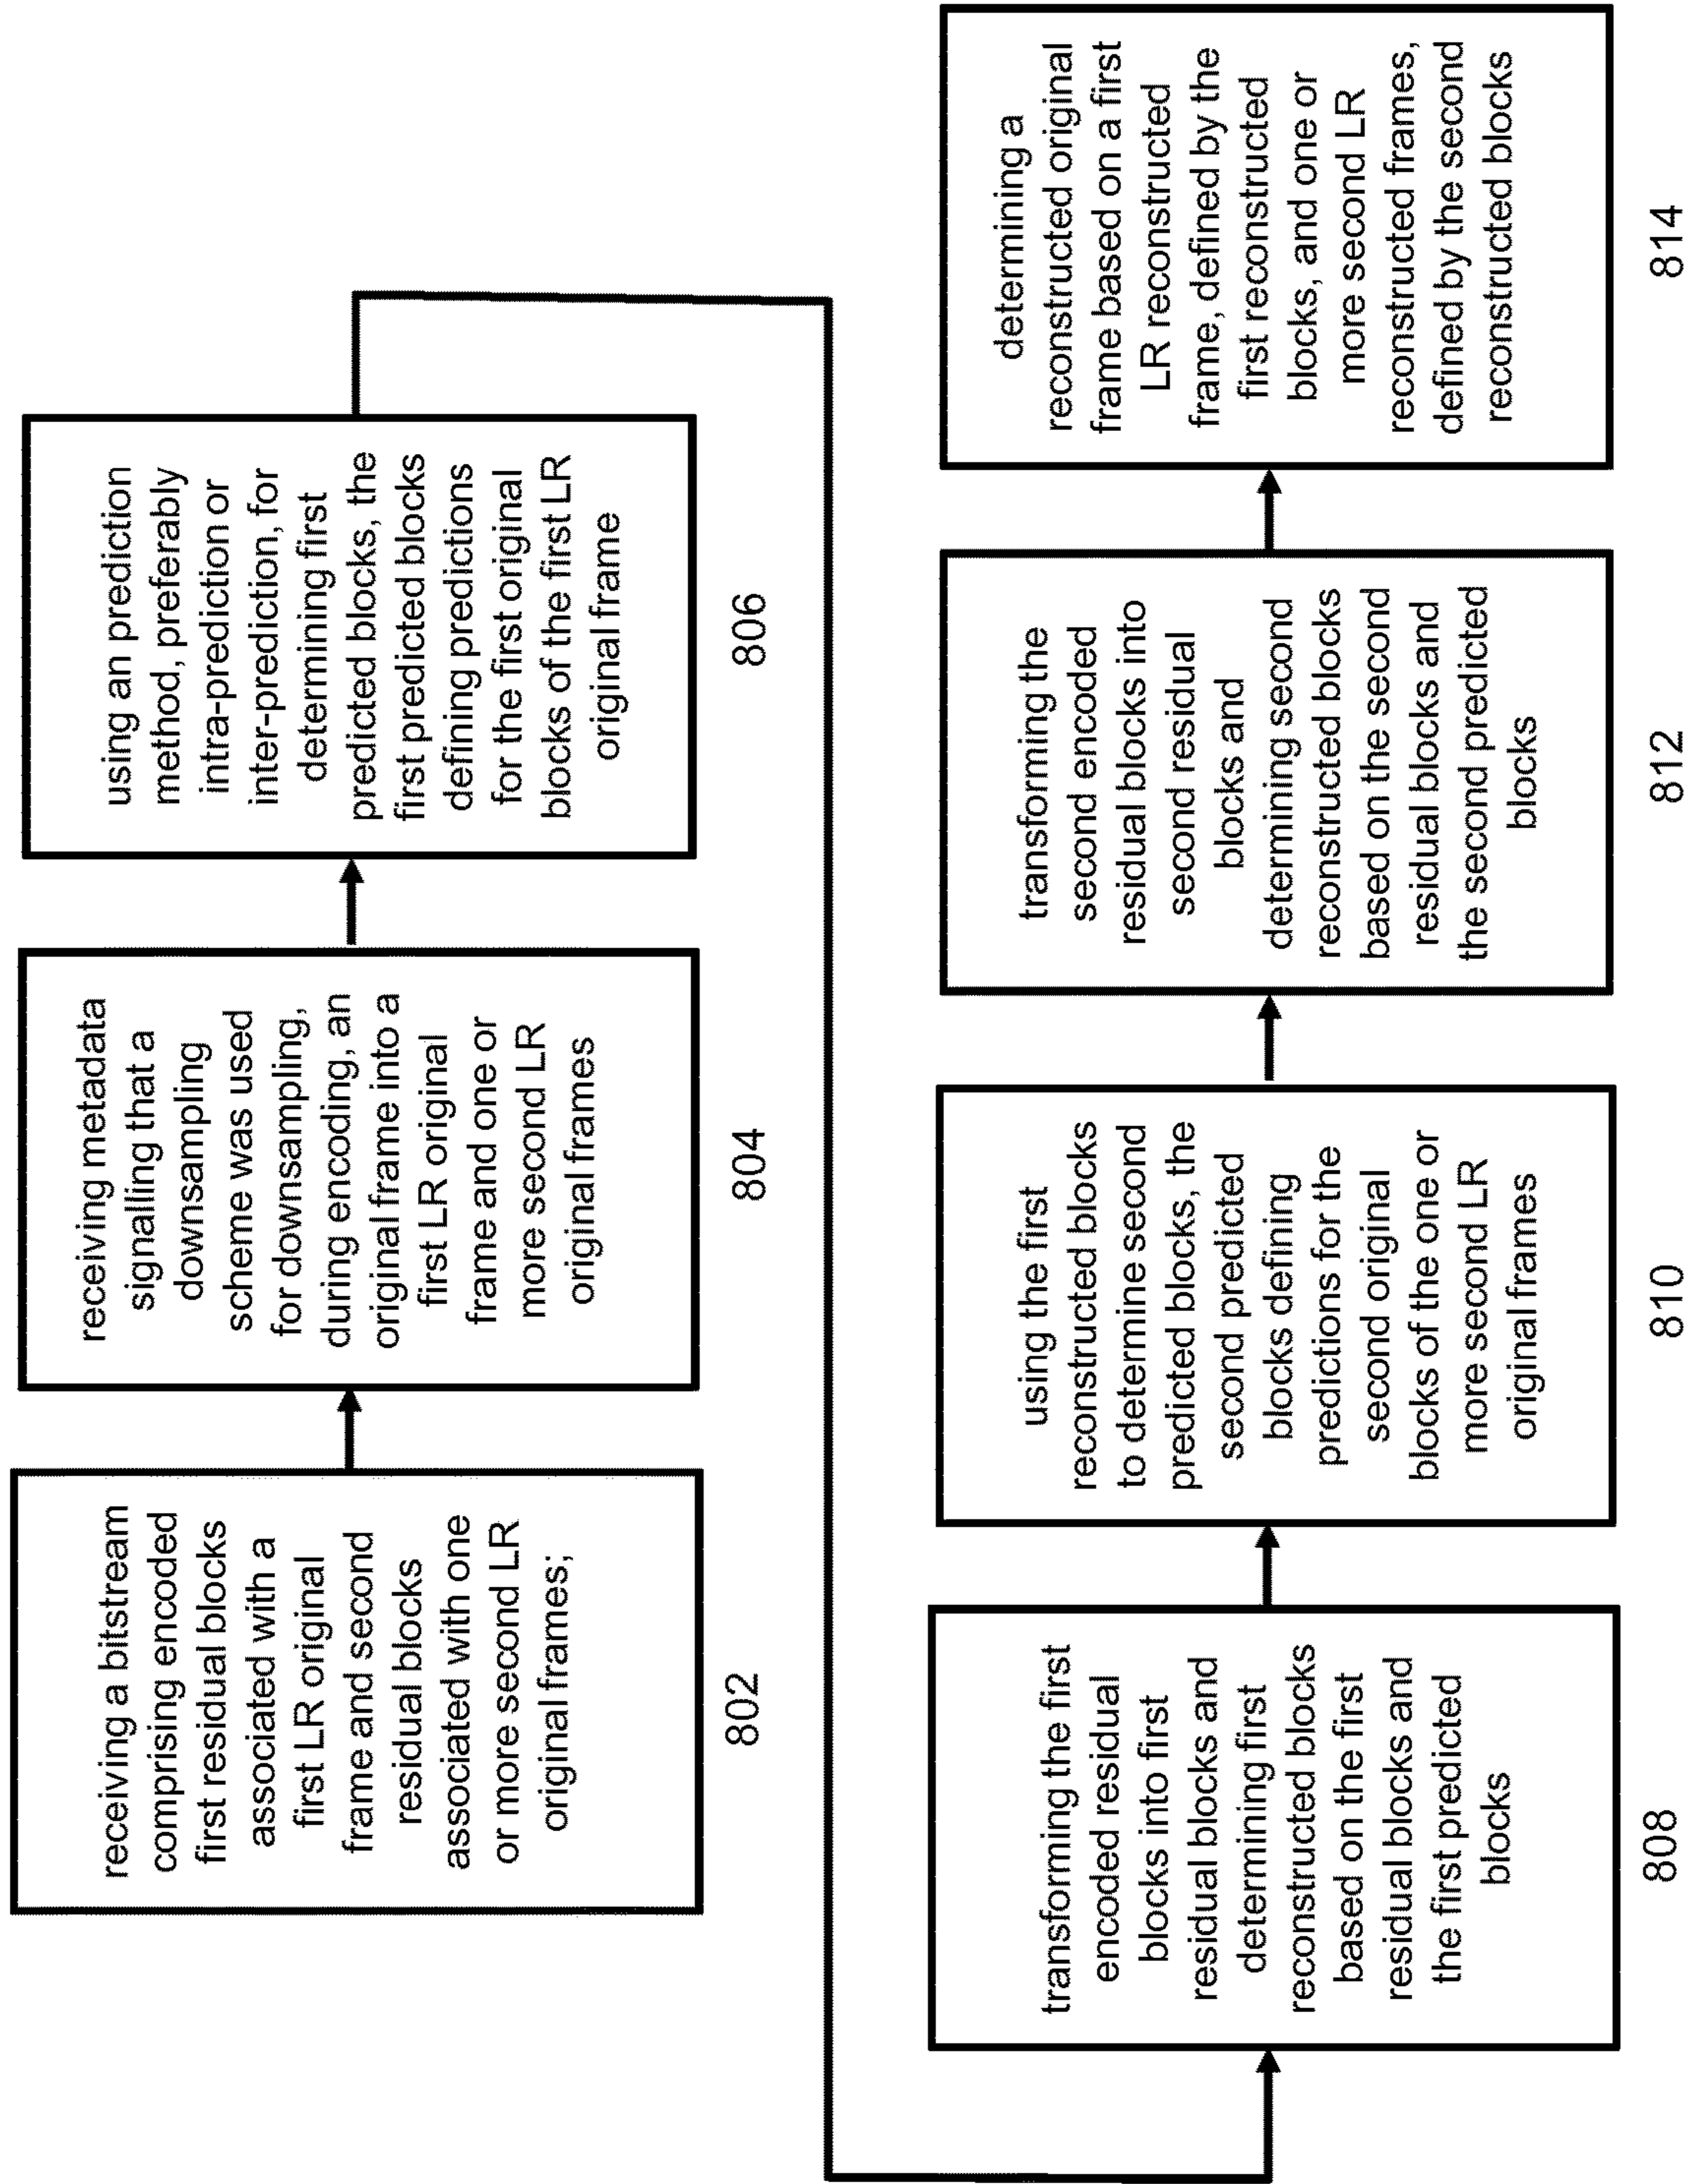 receiving a bitstream
comprising encoded
first residual blocks
associated with a
first LR original
frame and second
residual blocks
associated with one
or more second LR
original frames;
802
receiving metadata
signalling that a
downsampling
scheme was used
for downsampling,
during encoding, an
original frame into a
first LR original
frame and one or
more second LR
original frames
804
using an prediction
method, preferably
intra-prediction or
inter-prediction, for
determining first
predicted blocks, the
first predicted blocks
defining predictions
for the first original
blocks of the first LR
original frame
806
transforming the first
encoded residual
blocks into first
residual blocks and
determining first
reconstructed blocks
based on the first
residual blocks and
the first predicted
blocks
808
using the first
reconstructed blocks
to determine second
predicted blocks, the
second predicted
blocks defining
predictions for the
second original
blocks of the one or
more second LR
original frames
810
transforming the
second encoded
residual blocks into
second residual
blocks and
determining second
reconstructed blocks
based on the second
residual blocks and
the second predicted
blocks
812
determining a
reconstructed original
frame based on a first
LR reconstructed
frame, defined by the
first reconstructed
blocks, and one or
more second LR
reconstructed frames,
defined by the second
reconstructed blocks
814